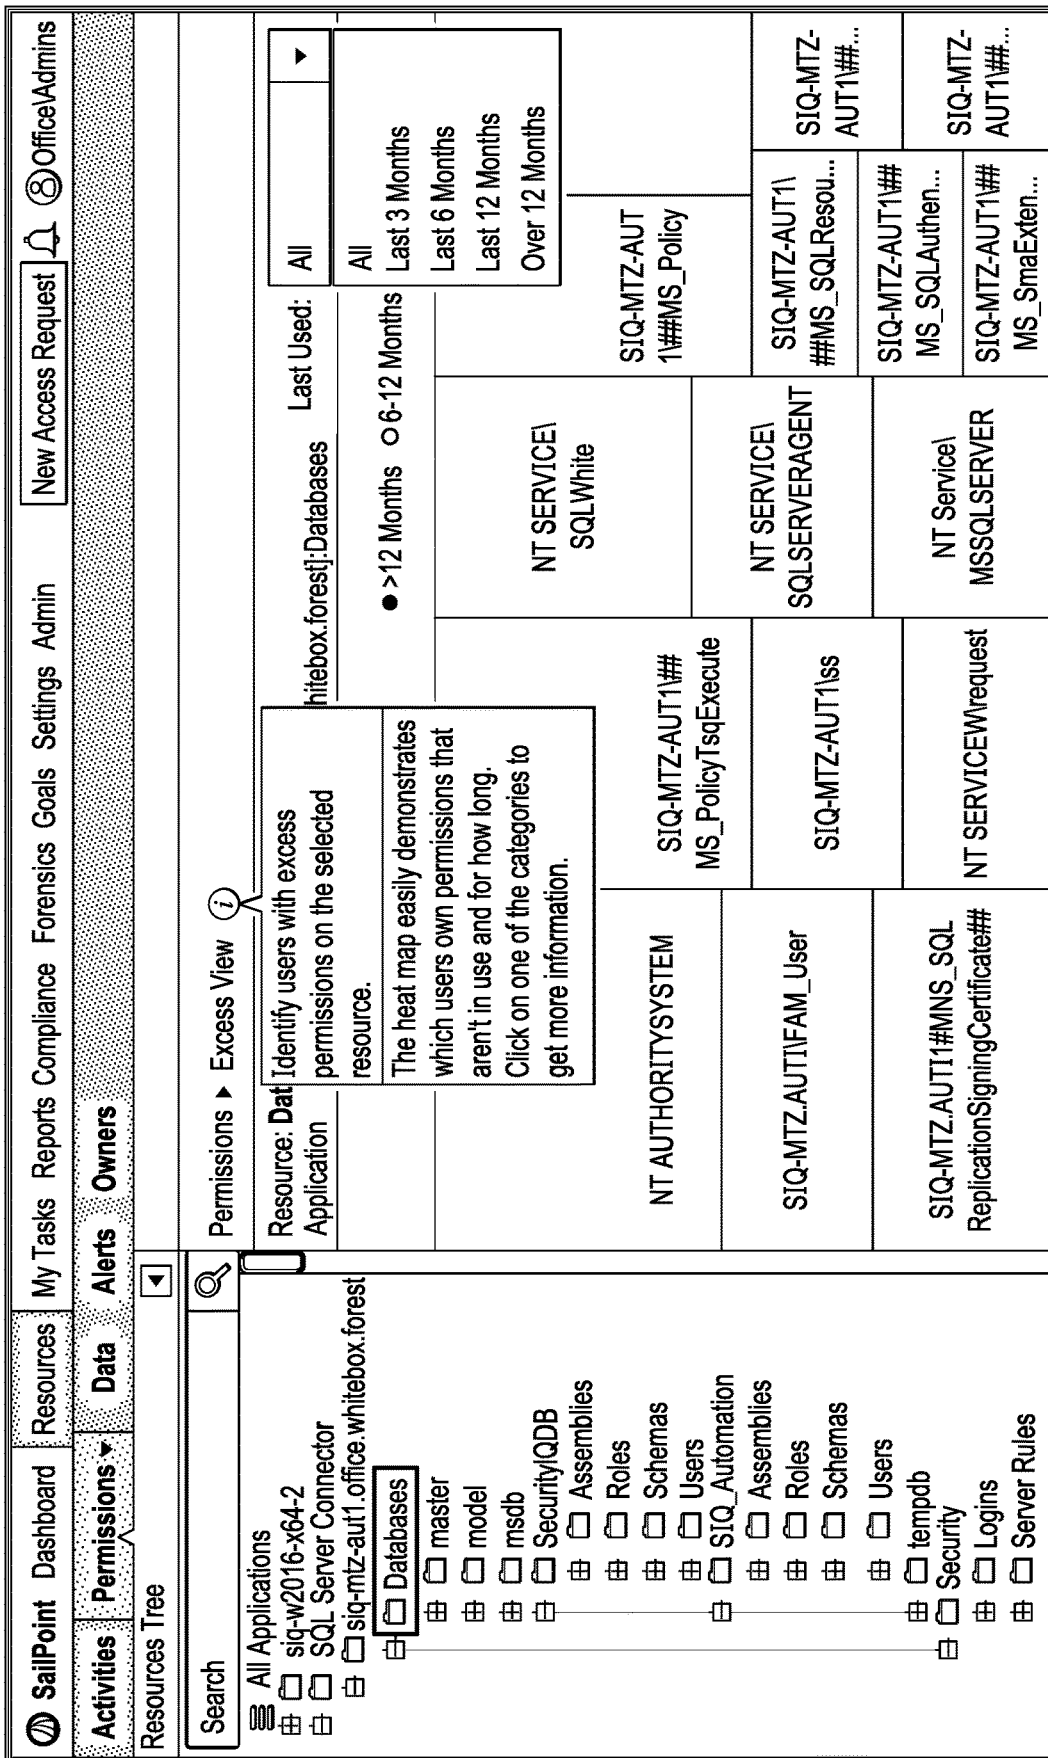 SailPoint Dashboard Resources My Tasks Reports Compliance Forensics Goals Settings Admin New Access Request Office\Admins
Activities Permissions Data Alerts Owners
Resources Tree
Search
All Applications
siq-w2016-x64-2
SQL Server Connector
siq-mtz-aut1.office.whitebox.forest
Databases
master
model
msdb
SecurityIQDB
Assemblies
Roles
Schemas
Users
SIQ_Automation
Assemblies
Roles
Schemas
Users
tempdb
Security
Logins
Server Rules
Permissions ▸ Excess View i
Resource: Dat
hitebox.forest]:Databases
Application
Identify users with excess
permissions on the selected
resource.
The heat map easily demonstrates
which users own permissions that
aren't in use and for how long.
Click on one of the categories to
get more information.
Last Used: All
All
Last 3 Months
Last 6 Months
Last 12 Months
Over 12 Months
● >12 Months ○ 6-12 Months
NT AUTHORITYSYSTEM
SIQ-MTZ.AUTI\FAM_User
SIQ-MTZ.AUTI1#MNS_SQL
ReplicationSigningCertificate##
SIQ-MTZ-AUT1\##
MS_PolicyTsqExecute
SIQ-MTZ-AUT1\ss
NT SERVICEW\request
NT SERVICE\
SQLWhite
NT SERVICE\
SQLSERVERAGENT
NT Service\
MSSQLSERVER
SIQ-MTZ-AUT
1\##MS_Policy
SIQ-MTZ-AUT1\
##MS_SQLResou...
SIQ-MTZ-AUT1\##
MS_SQLAuthen...
SIQ-MTZ-AUT1\##
MS_SmaExten...
SIQ-MTZ-
AUT1\##...
SIQ-MTZ-
AUT1\##...